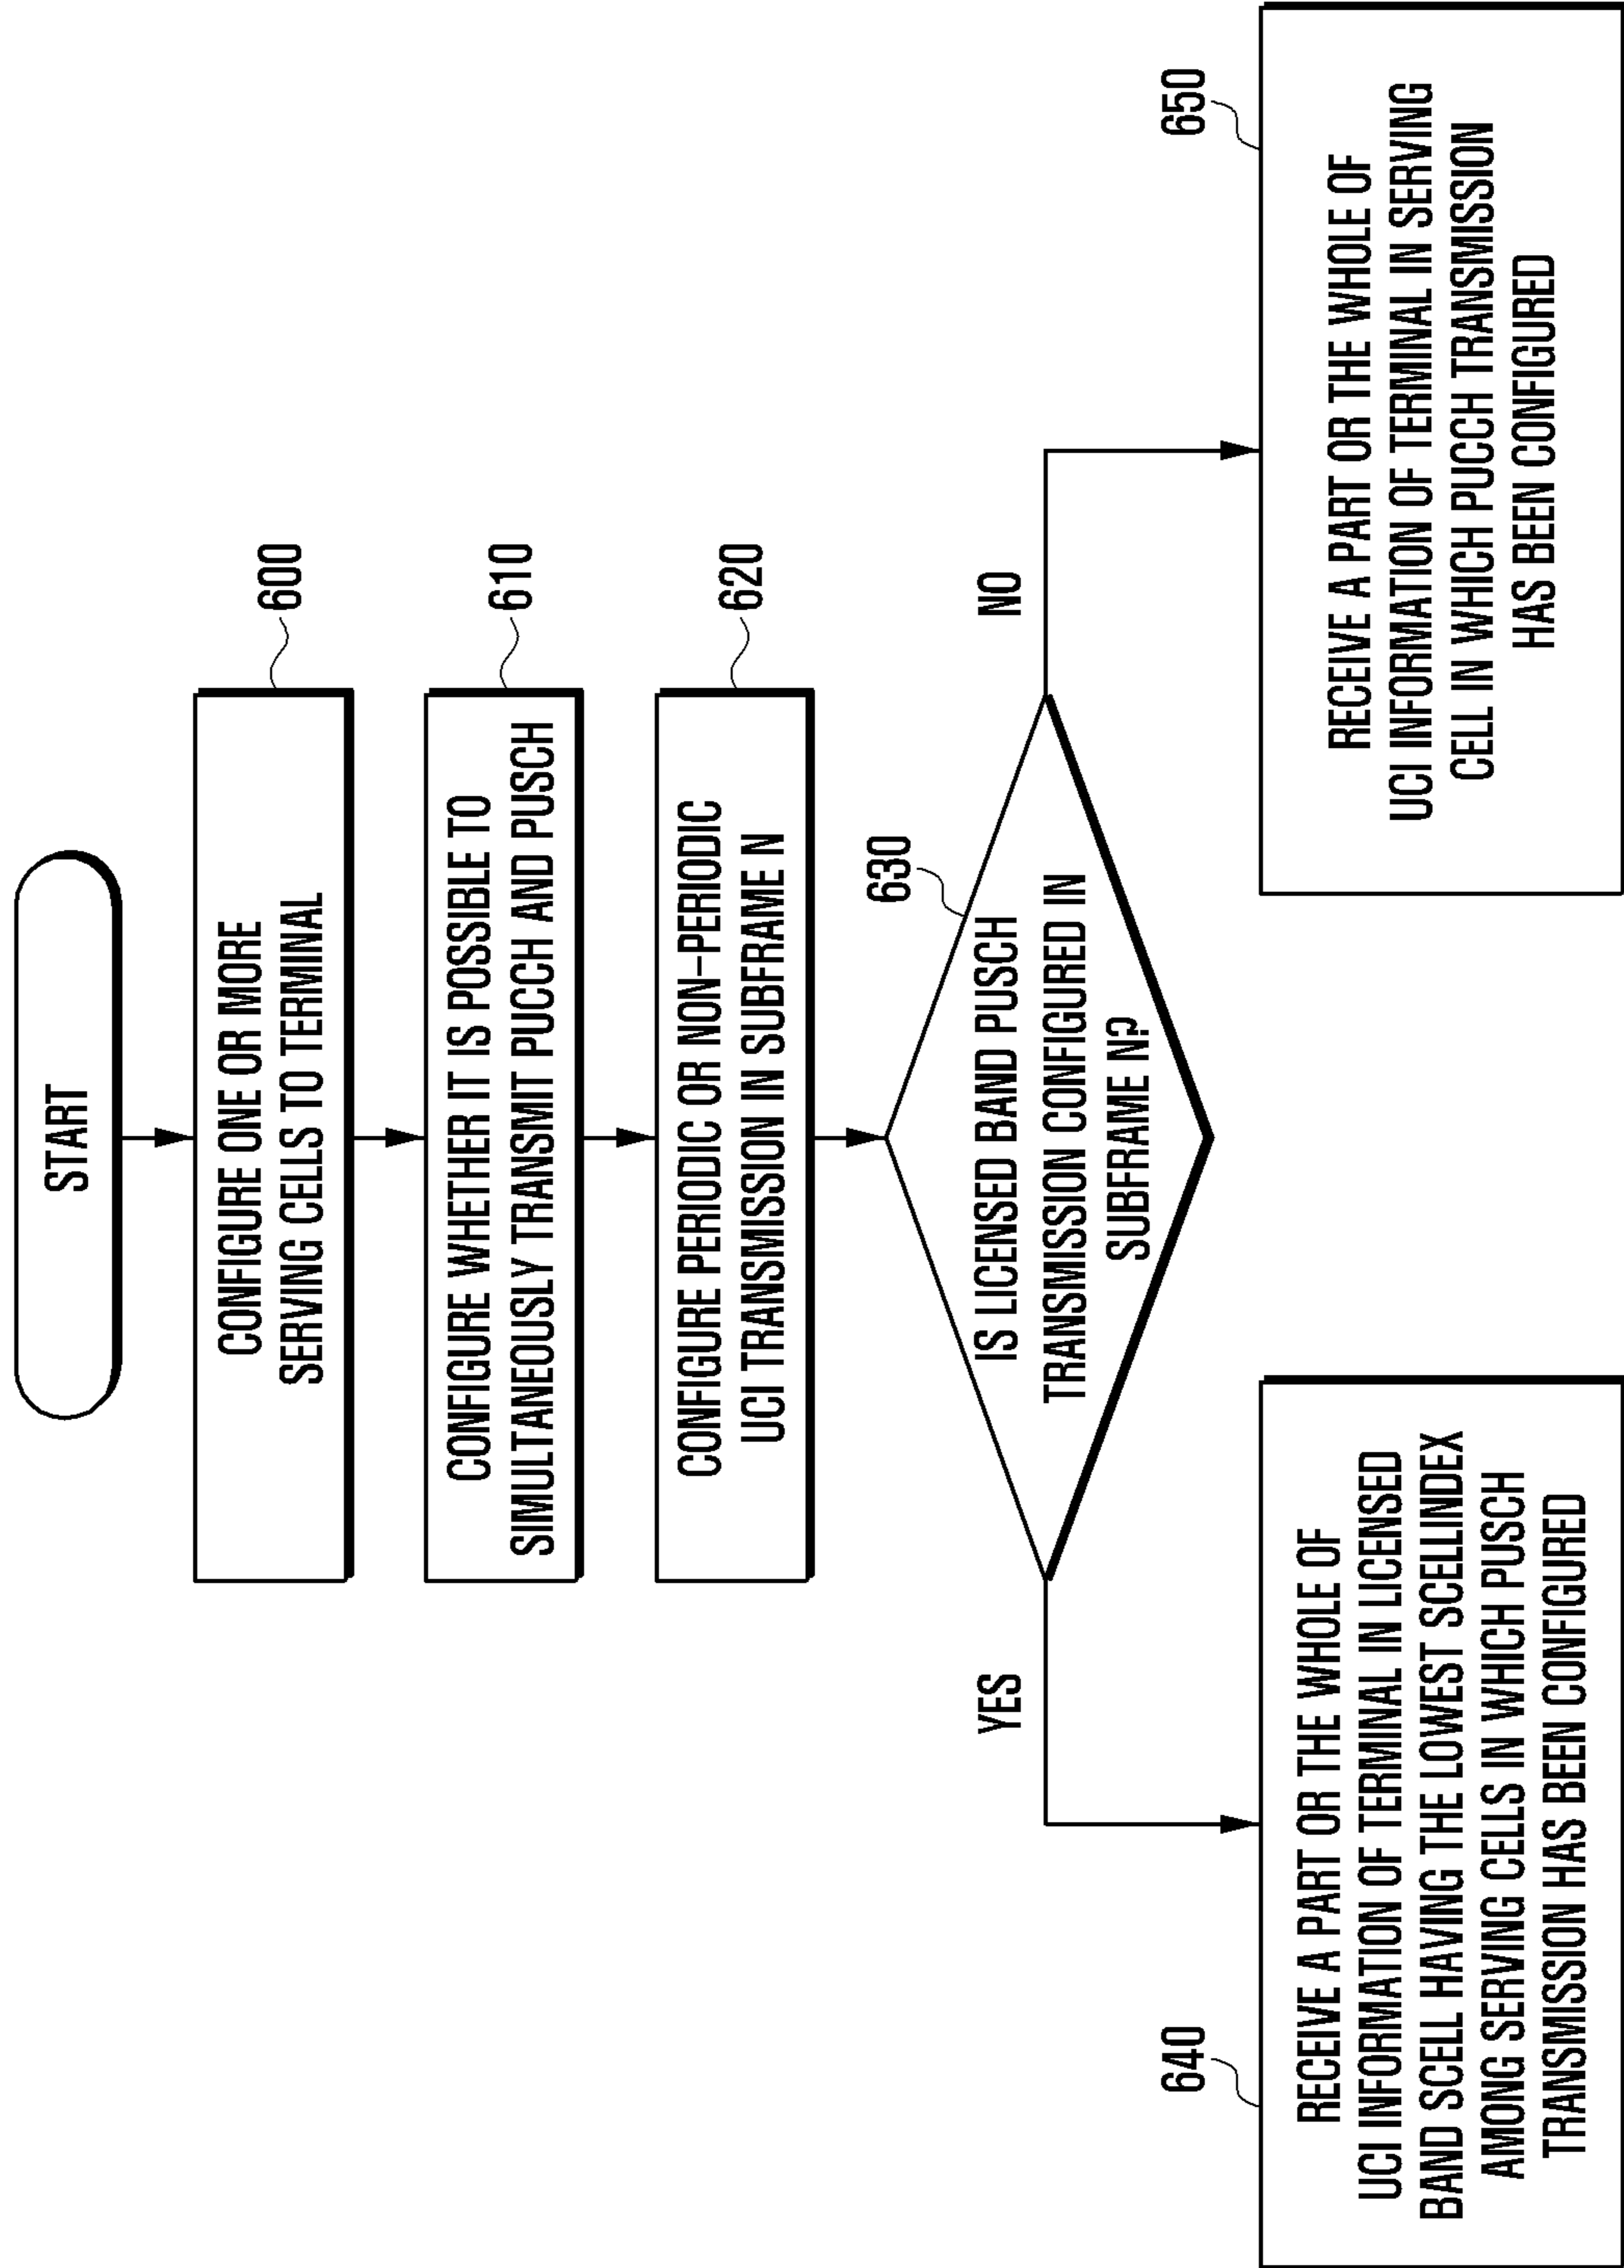 START
CONFIGURE ONE OR MORE
SERVING CELLS TO TERMINAL
600
CONFIGURE WHETHER IT IS POSSIBLE TO
SIMULTANEOUSLY TRANSMIT PUCCH AND PUSCH
610
CONFIGURE PERIODIC OR NON-PERIODIC
UCI TRANSMISSION IN SUBFRAME N
620
630
IS LICENSED BAND PUSCH
TRANSMISSION CONFIGURED IN
SUBFRAME N?
YES
NO
640
RECEIVE A PART OR THE WHOLE OF
UCI INFORMATION OF TERMINAL IN LICENSED
BAND SCELL HAVING THE LOWEST SCELLINDEX
AMONG SERVING CELLS IN WHICH PUSCH
TRANSMISSION HAS BEEN CONFIGURED
650
RECEIVE A PART OR THE WHOLE OF
UCI INFORMATION OF TERMINAL IN SERVING
CELL IN WHICH PUCCH TRANSMISSION
HAS BEEN CONFIGURED